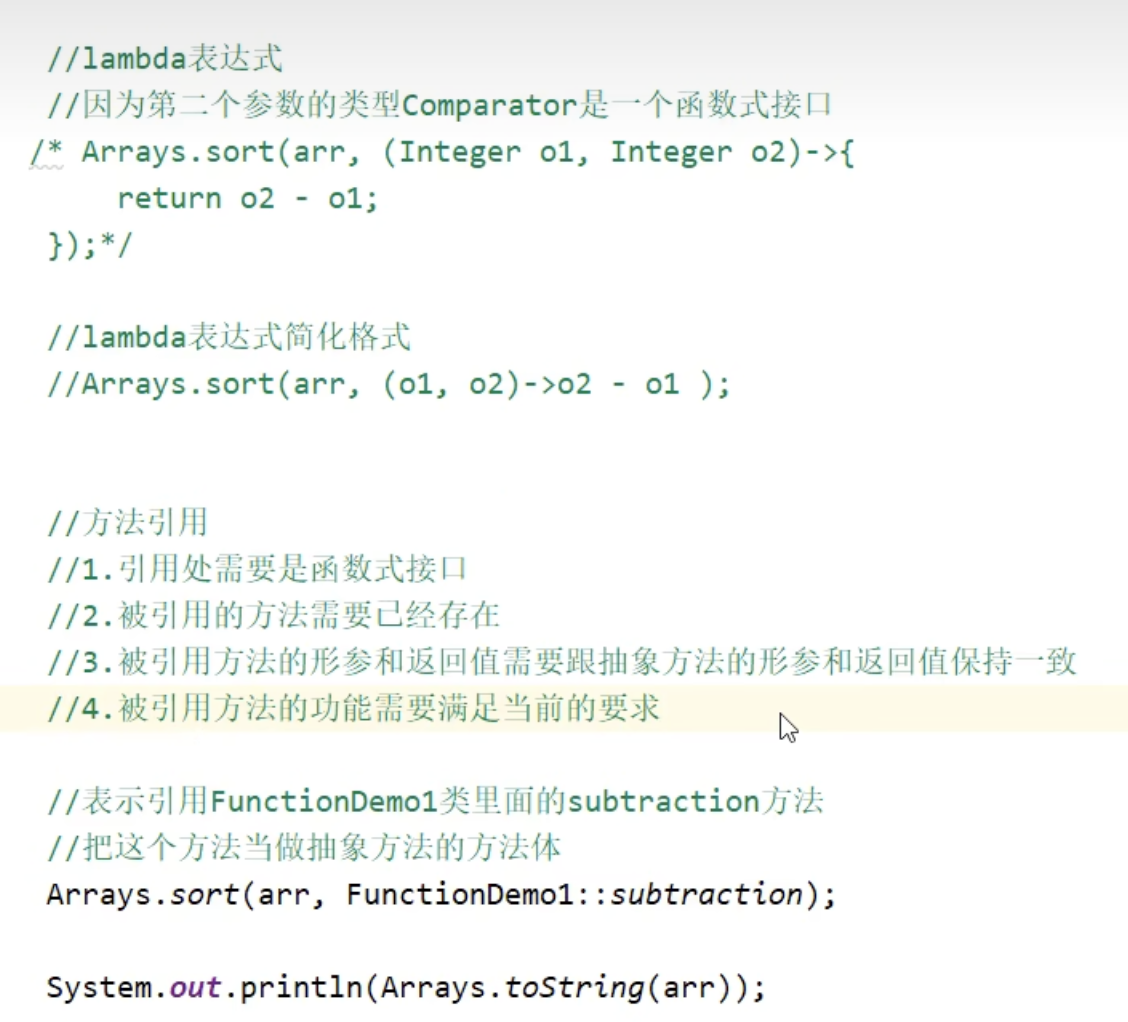 //lambda表达式
//因为第二个参数的类型Comparator是一个函数式接口
/* Arrays.sort(arr, (Integer o1, Integer o2)->{
return o2 - o1;
});*/
//lambda表达式简化格式
//Arrays.sort(arr, (o1, o2)->o2 - o1 );
//方法引用
//1.引用处需要是函数式接口
//2.被引用的方法需要已经存在
//3.被引用方法的形参和返回值需要跟抽象方法的形参和返回值保持一致
//4.被引用方法的功能需要满足当前的要求
//表示引用FunctionDemo1类里面的subtraction方法
//把这个方法当做抽象方法的方法体
Arrays.sort(arr, FunctionDemo1::subtraction);
System.out.println(Arrays.toString(arr));